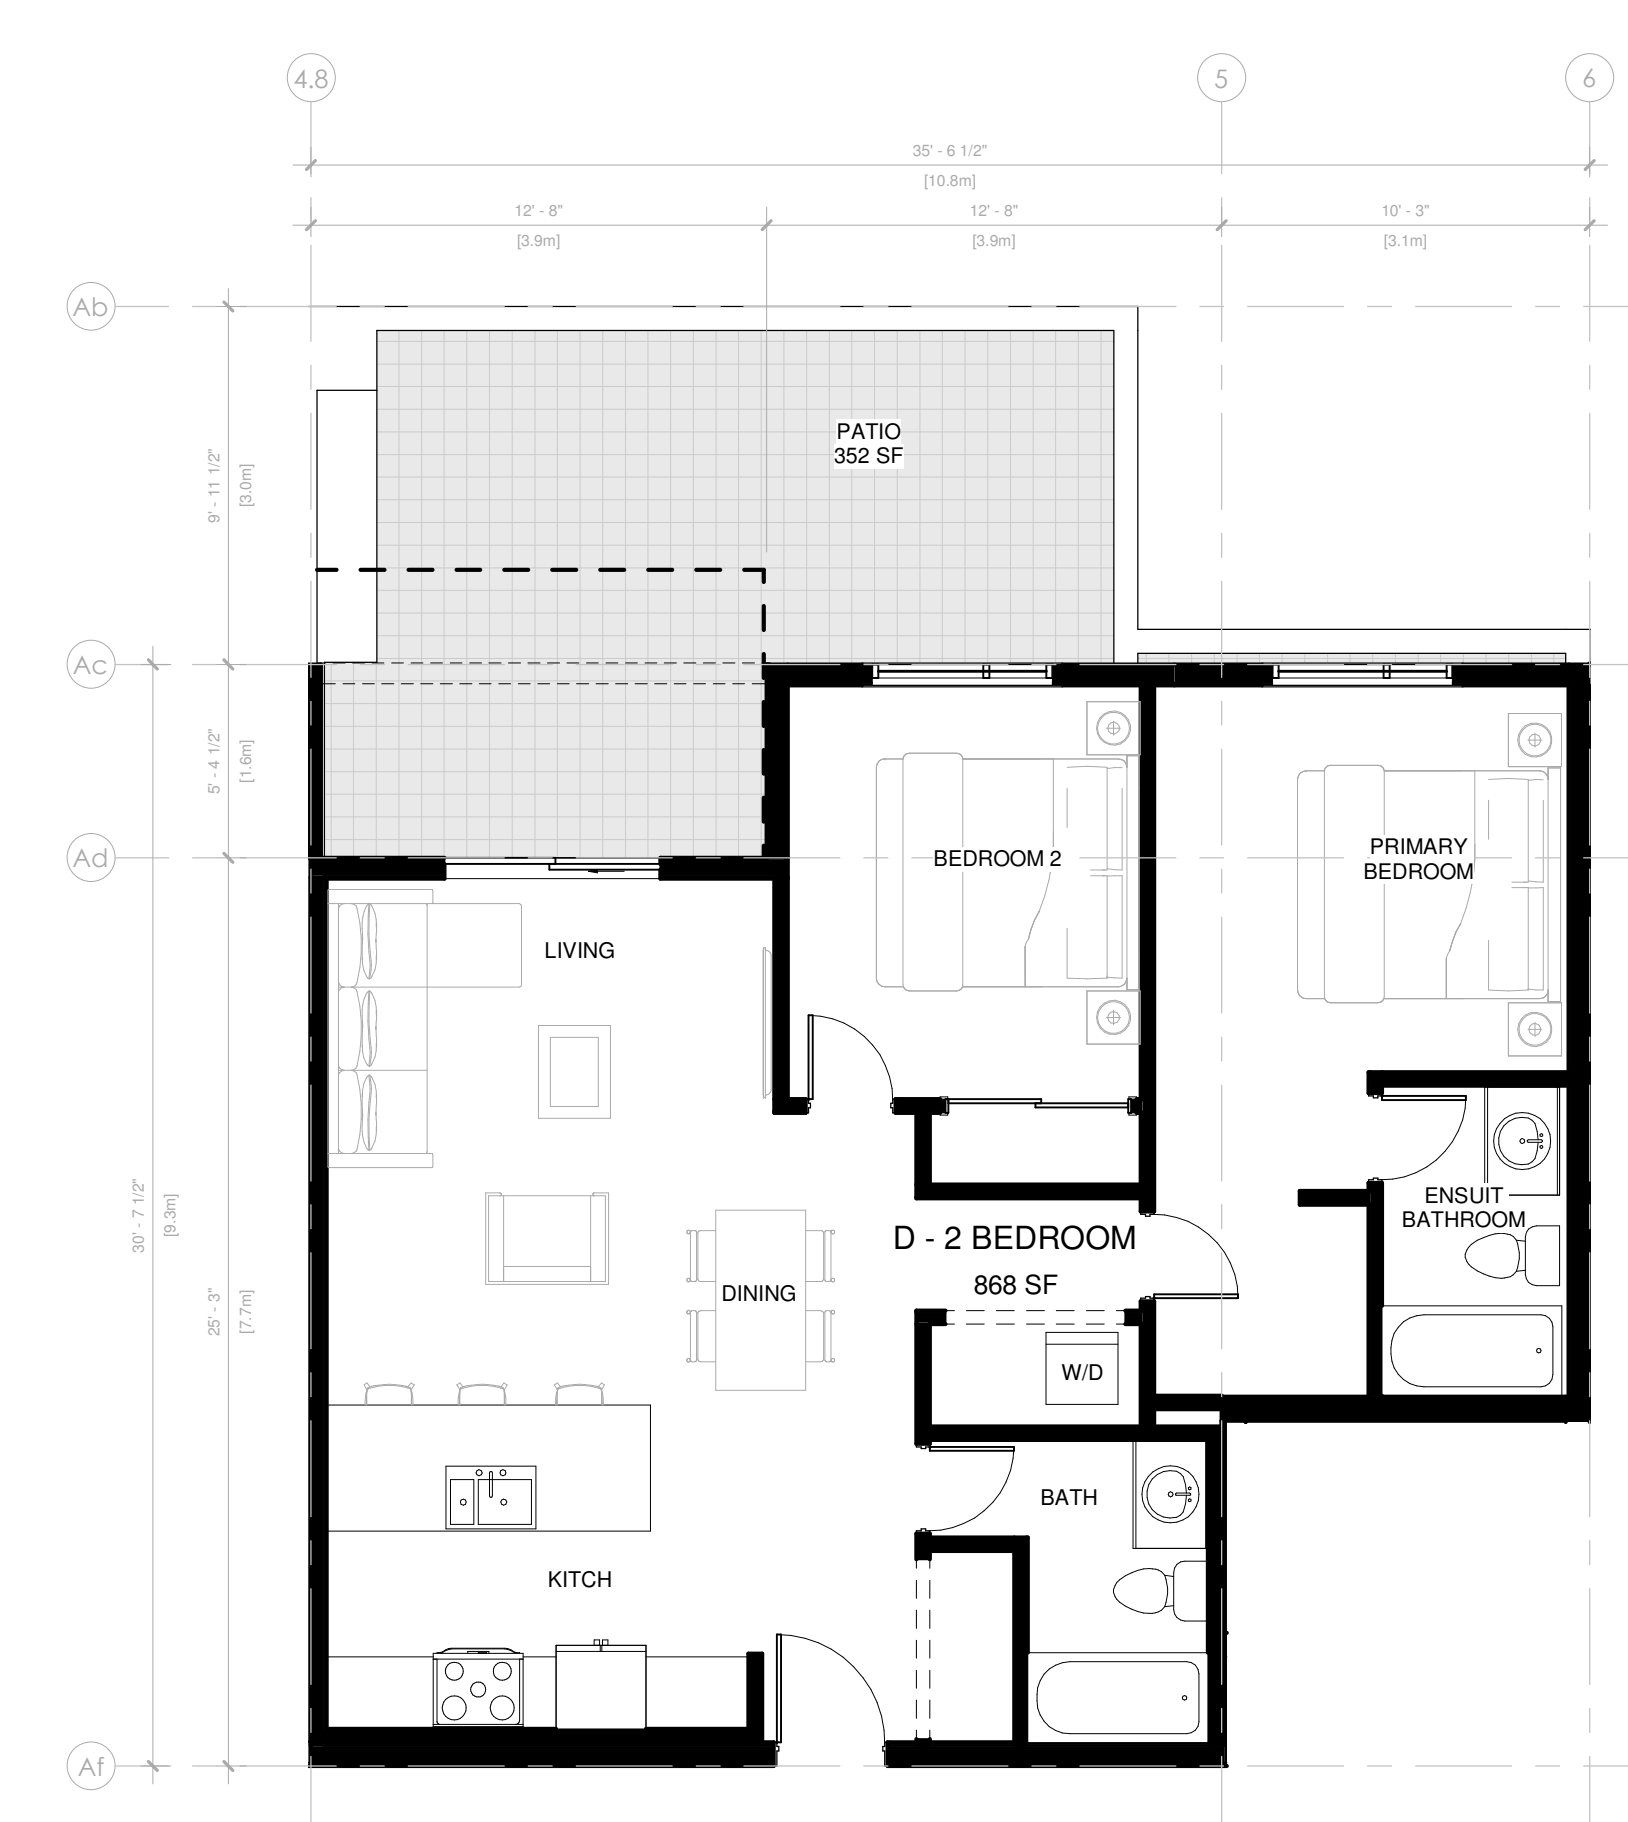 4.8
5
6
35' - 6 1/2"
[10.8m]
12' - 8"
12' - 8"
10' - 3"
[3.9m]
[3.9m]
[3.1m]
Ab
PATIO
352 SF
9' - 11 1/2"
[3.0m]
Ac
5' - 4 1/2"
[1.6m]
Ad
BEDROOM 2
PRIMARY
BEDROOM
LIVING
30' - 7 1/2"
[9.3m]
ENSUIT
BATHROOM
D - 2 BEDROOM
868 SF
DINING
25' - 3"
[7.7m]
W/D
BATH
KITCH
Af